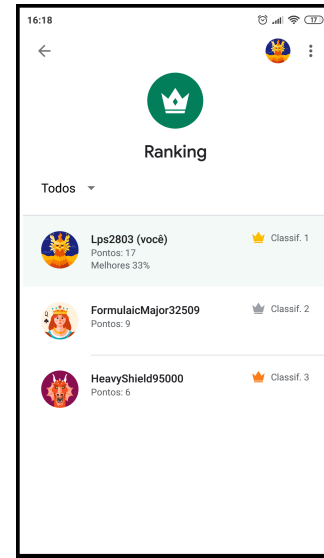 16:18
17
Ranking
Todos
Lps2803 (você)
Classif. 1
Pontos: 17
Melhores 33%
FormulaicMajor32509
Classif. 2
Pontos: 9
HeavyShield95000
Classif. 3
Pontos: 6